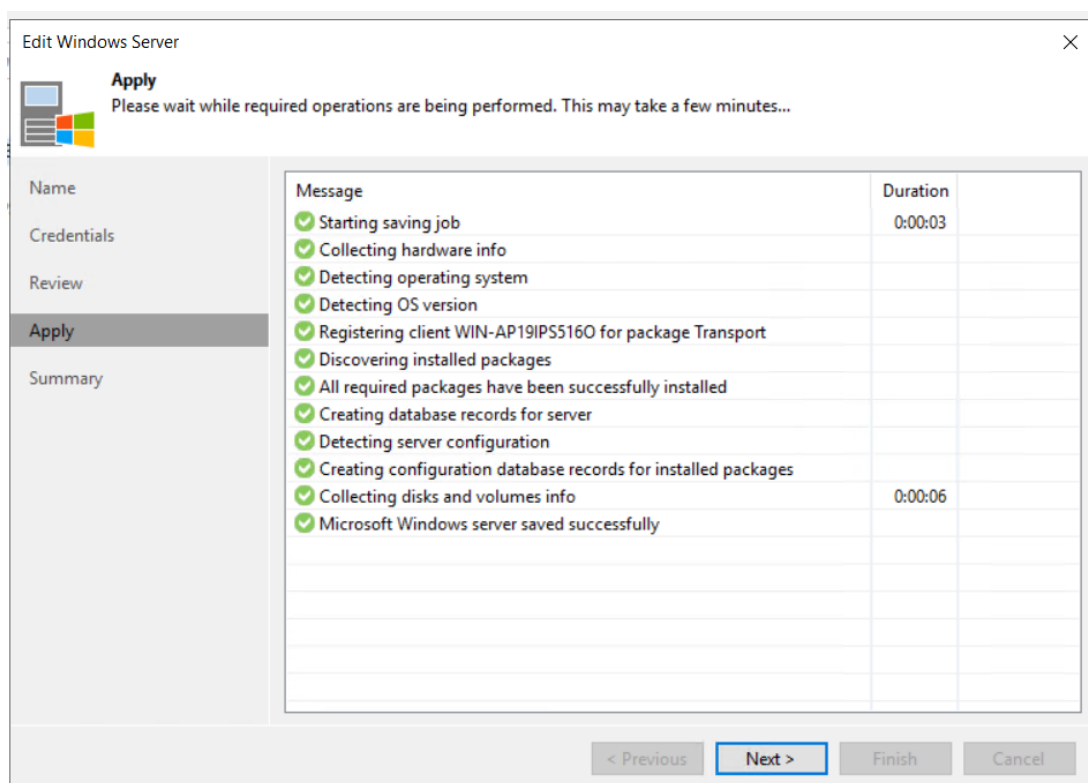 Edit Windows Server
Apply
Please wait while required operations are being performed. This may take a few minutes...
Name
Credentials
Review
Apply
Summary
Message Duration
Starting saving job 0:00:03
Collecting hardware info
Detecting operating system
Detecting OS version
Registering client WIN-AP19IPS516O for package Transport
Discovering installed packages
All required packages have been successfully installed
Creating database records for server
Detecting server configuration
Creating configuration database records for installed packages
Collecting disks and volumes info 0:00:06
Microsoft Windows server saved successfully
< Previous Next > Finish Cancel